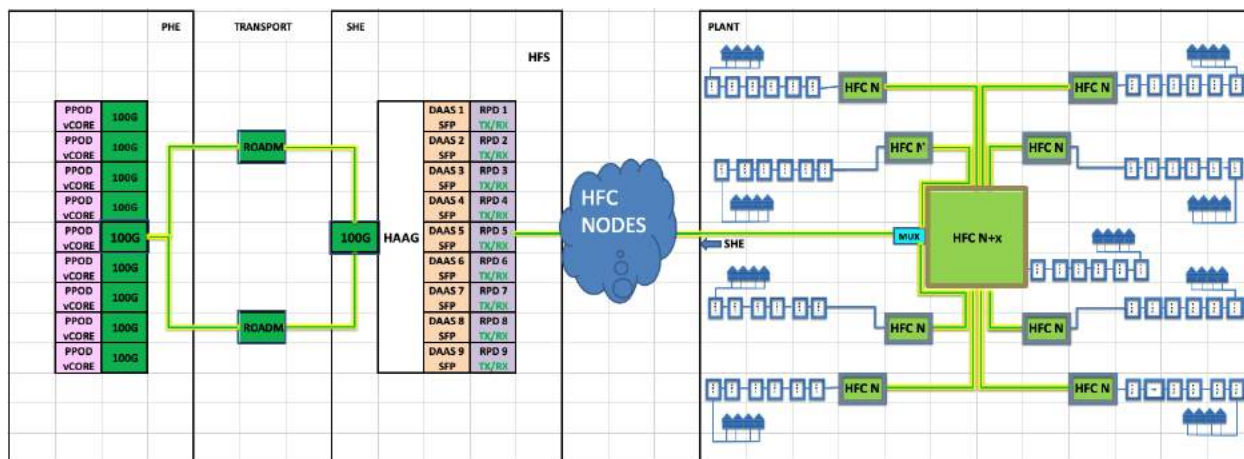 PHE
TRANSPORT
SHE
HFS
PLANT
PPOD
vCORE
100G
PPOD
vCORE
100G
PPOD
vCORE
100G
PPOD
vCORE
100G
PPOD
vCORE
100G
PPOD
vCORE
100G
PPOD
vCORE
100G
PPOD
vCORE
100G
PPOD
vCORE
100G
ROADM
ROADM
100G
HAAG
DAAS 1 RPD 1
SFP TX/RX
DAAS 2 RPD 2
SFP TX/RX
DAAS 3 RPD 3
SFP TX/RX
DAAS 4 RPD 4
SFP TX/RX
DAAS 5 RPD 5
SFP TX/RX
DAAS 6 RPD 6
SFP TX/RX
DAAS 7 RPD 7
SFP TX/RX
DAAS 8 RPD 8
SFP TX/RX
DAAS 9 RPD 9
SFP TX/RX
HFC
NODES
SHE
MUX
HFC N+x
HFC N
HFC N
HFC N
HFC N
HFC N
HFC N
HFC N
HFC N